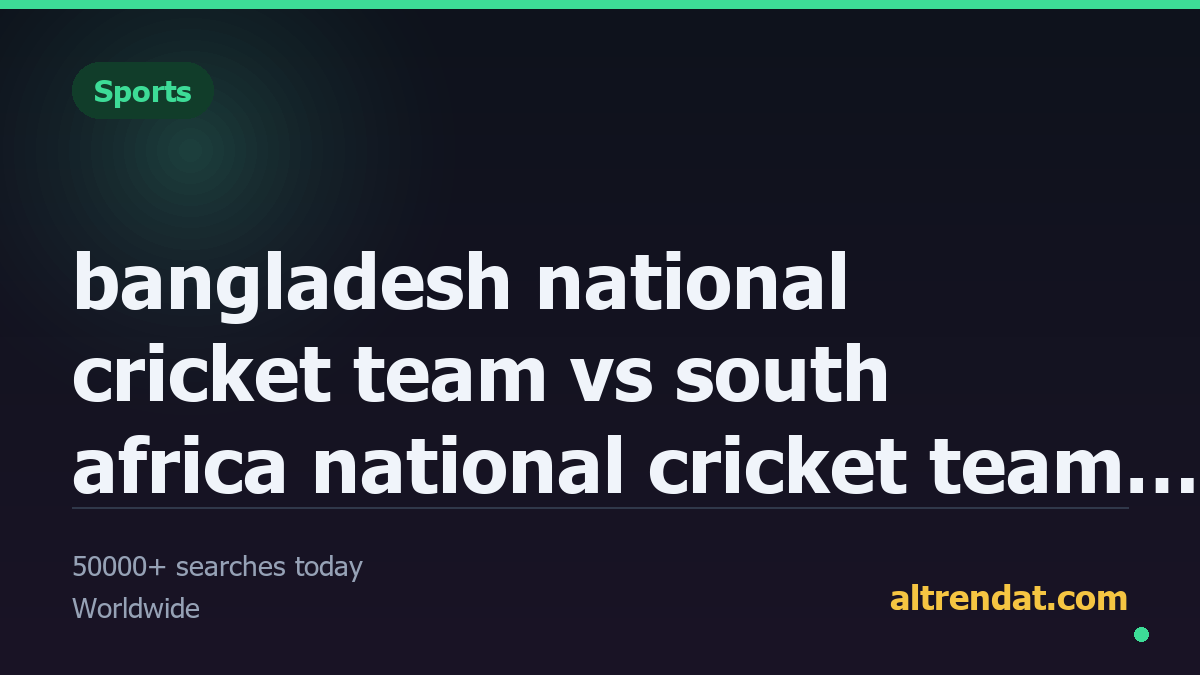 Sports
bangladesh national
cricket team vs south
africa national cricket team...
50000+ searches today
Worldwide
altrendat.com